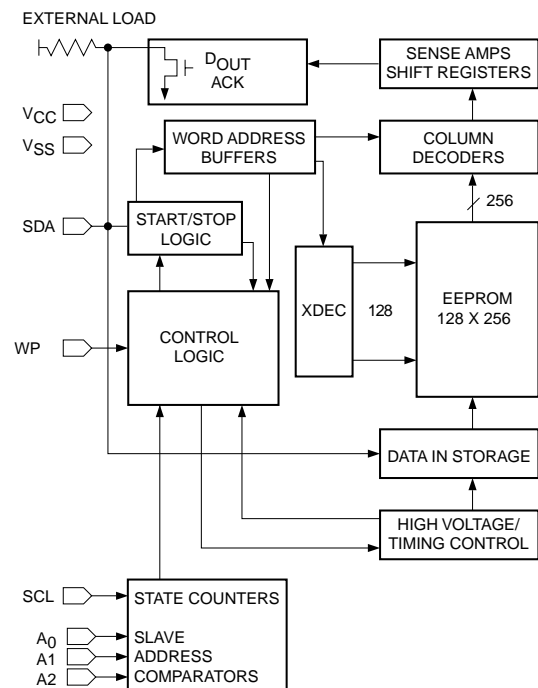 EXTERNAL LOAD
DOUT
ACK
SENSE AMPS
SHIFT REGISTERS
VCC
VSS
WORD ADDRESS
BUFFERS
COLUMN
DECODERS
256
SDA
START/STOP
LOGIC
XDEC
128
EEPROM
128 X 256
WP
CONTROL
LOGIC
DATA IN STORAGE
HIGH VOLTAGE/
TIMING CONTROL
SCL
STATE COUNTERS
A0
SLAVE
A1
ADDRESS
A2
COMPARATORS